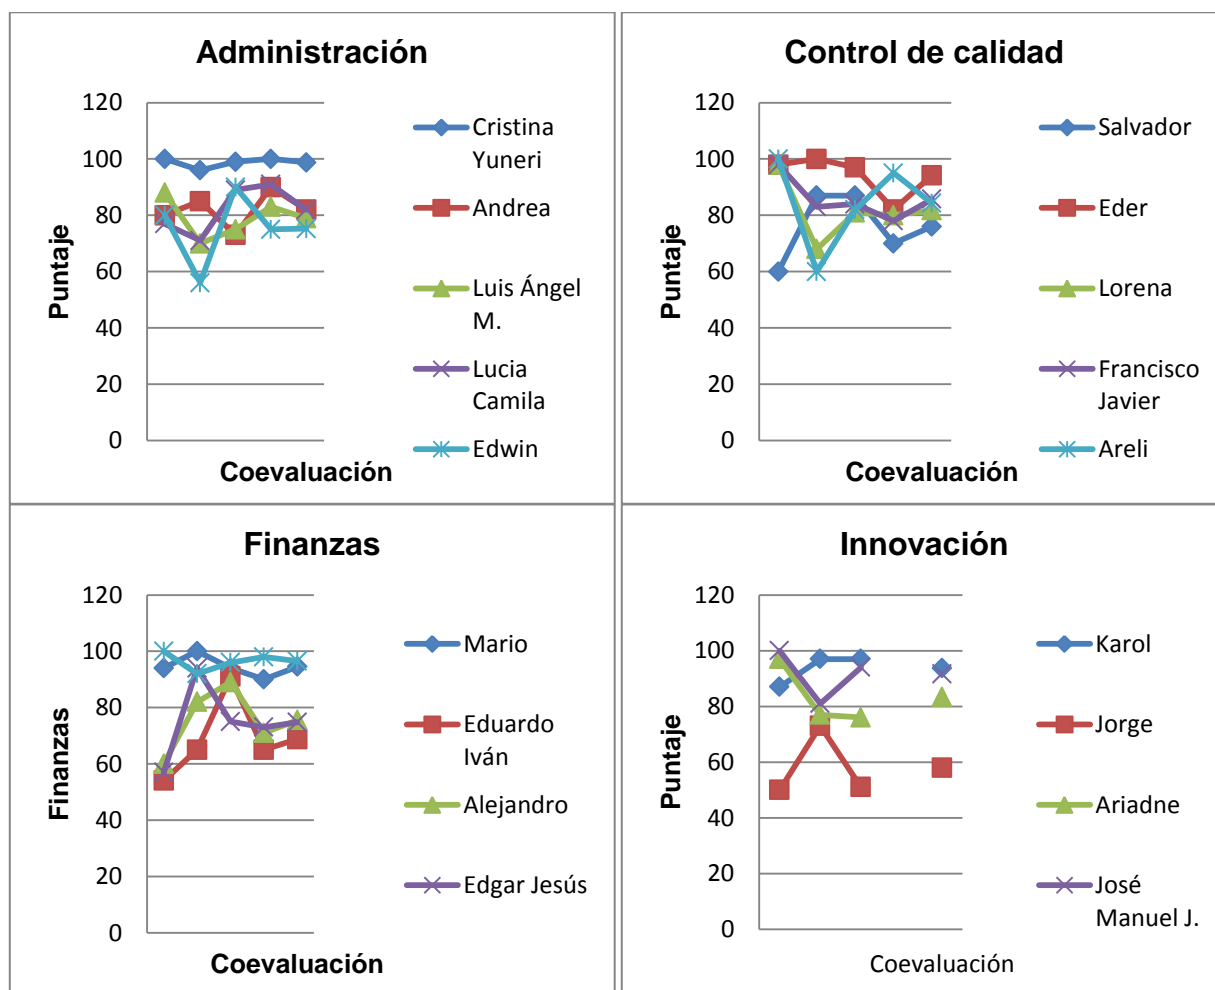 Administración
120
100
80
60
40
20
0
Puntaje
Coevaluación
Cristina
Yuneri
Andrea
Luis Ángel
M.
Lucia
Camila
Edwin
Control de calidad
120
100
80
60
40
20
0
Puntaje
Coevaluación
Salvador
Eder
Lorena
Francisco
Javier
Areli
Finanzas
120
100
80
60
40
20
0
Finanzas
Coevaluación
Mario
Eduardo
Iván
Alejandro
Edgar Jesús
Innovación
120
100
80
60
40
20
0
Puntaje
Coevaluación
Karol
Jorge
Ariadne
José
Manuel J.